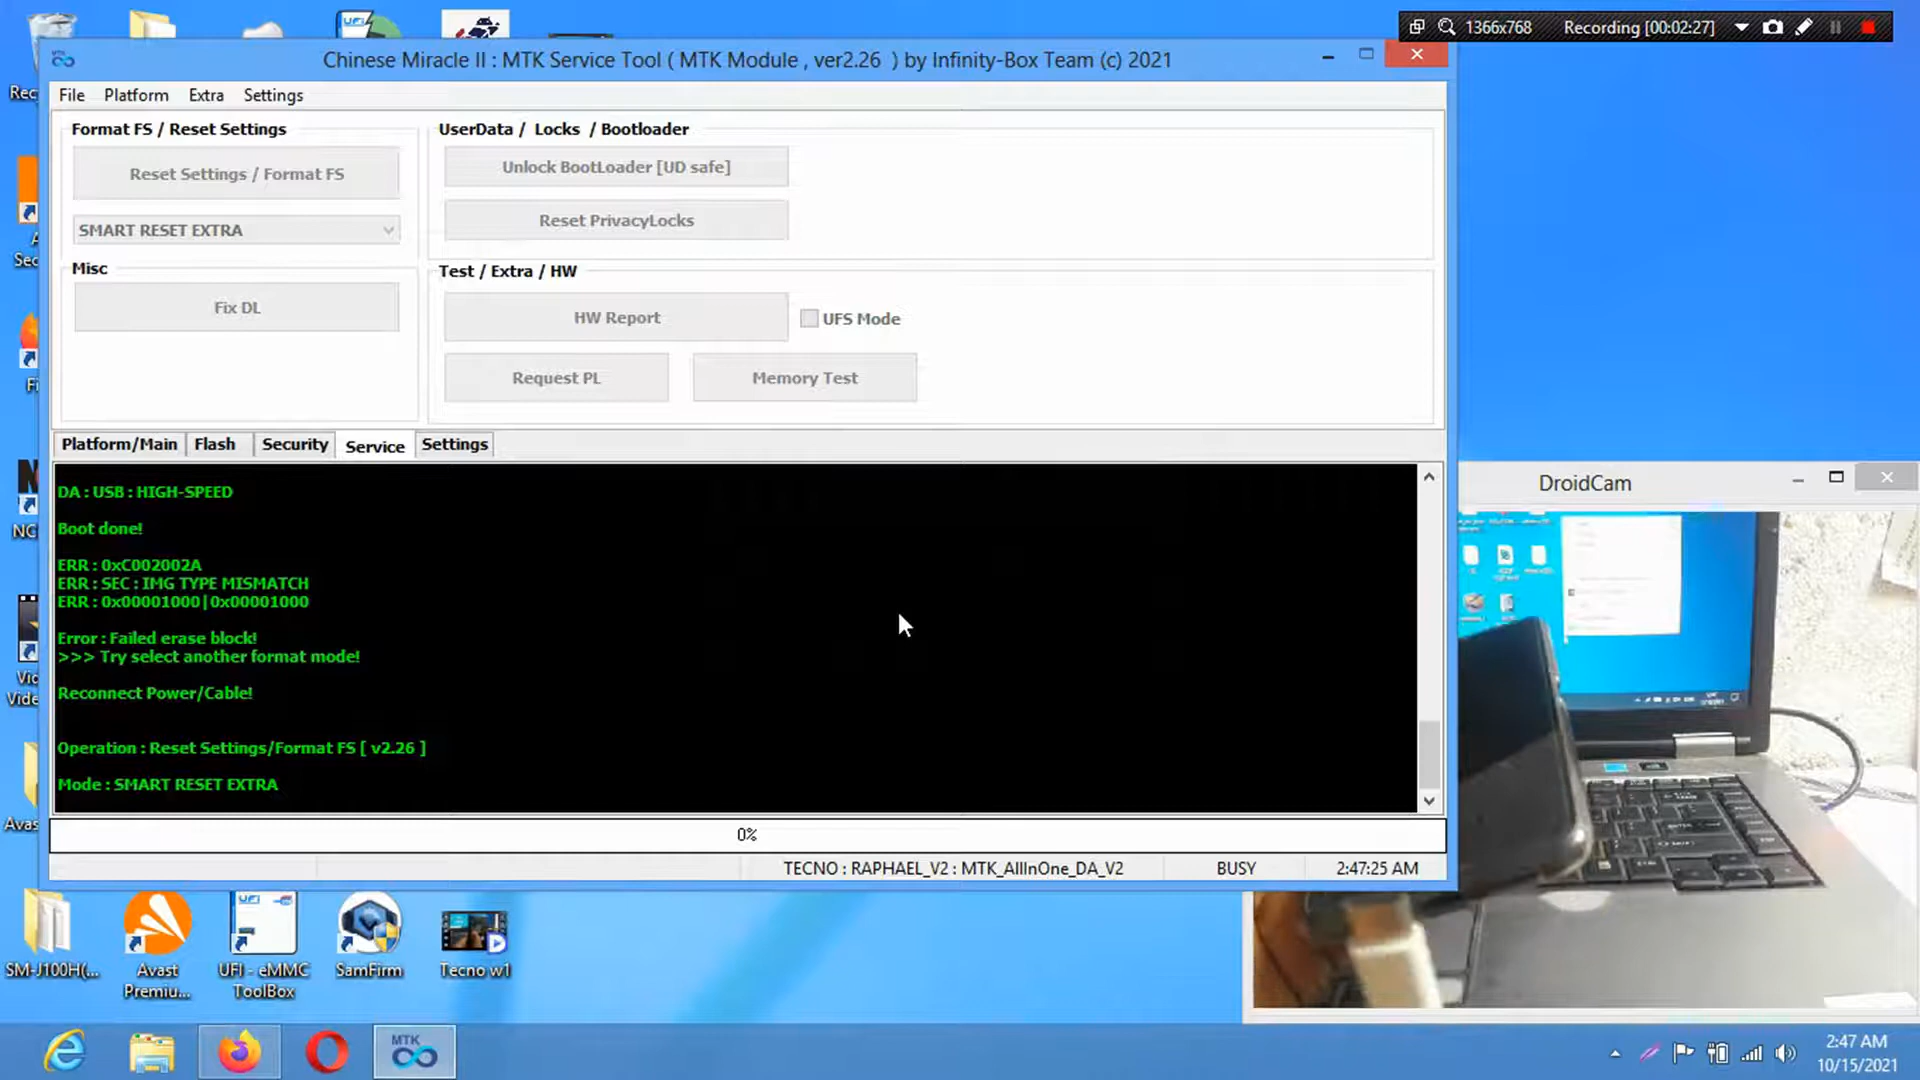 1366x768
Recording [00:02:27]
Chinese Miracle II : MTK Service Tool ( MTK Module , ver2.26 ) by Infinity-Box Team (c) 2021
File Platform Extra Settings
Format FS / Reset Settings
Reset Settings / Format FS
SMART RESET EXTRA
Misc
Fix DL
UserData / Locks / Bootloader
Unlock BootLoader [UD safe]
Reset PrivacyLocks
Test / Extra / HW
HW Report
UFS Mode
Request PL
Memory Test
Platform/Main Flash Security Service Settings
DA : USB : HIGH-SPEED
Boot done!
ERR : 0xC002002A
ERR : SEC : IMG TYPE MISMATCH
ERR : 0x00001000|0x00001000
Error : Failed erase block!
>>> Try select another format mode!
Reconnect Power/Cable!
Operation : Reset Settings/Format FS [ v2.26 ]
Mode : SMART RESET EXTRA
0%
TECNO : RAPHAEL_V2 : MTK_AllInOne_DA_V2
BUSY
2:47:25 AM
DroidCam
UFI
SM-J100H(...
Avast
Premiu...
UFI - eMMC
ToolBox
SamFirm
Tecno w1
MTK
2:47 AM
10/15/2021